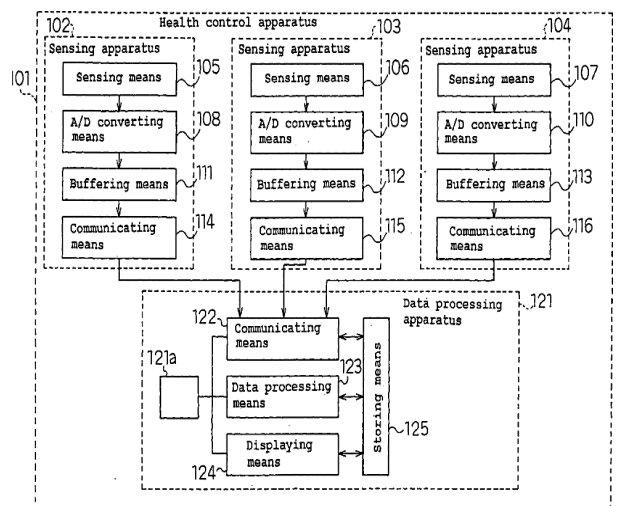 Health control apparatus
101
102
Sensing apparatus
Sensing means
105
A/D converting
means
108
Buffering means
111
Communicating
means
114
103
Sensing apparatus
Sensing means
106
A/D converting
means
109
Buffering means
112
Communicating
means
115
104
Sensing apparatus
Sensing means
107
A/D converting
means
110
Buffering means
113
Communicating
means
116
121
Data processing
apparatus
122
Communicating
means
121a
123
Data processing
means
Displaying
means
124
Storing means
125